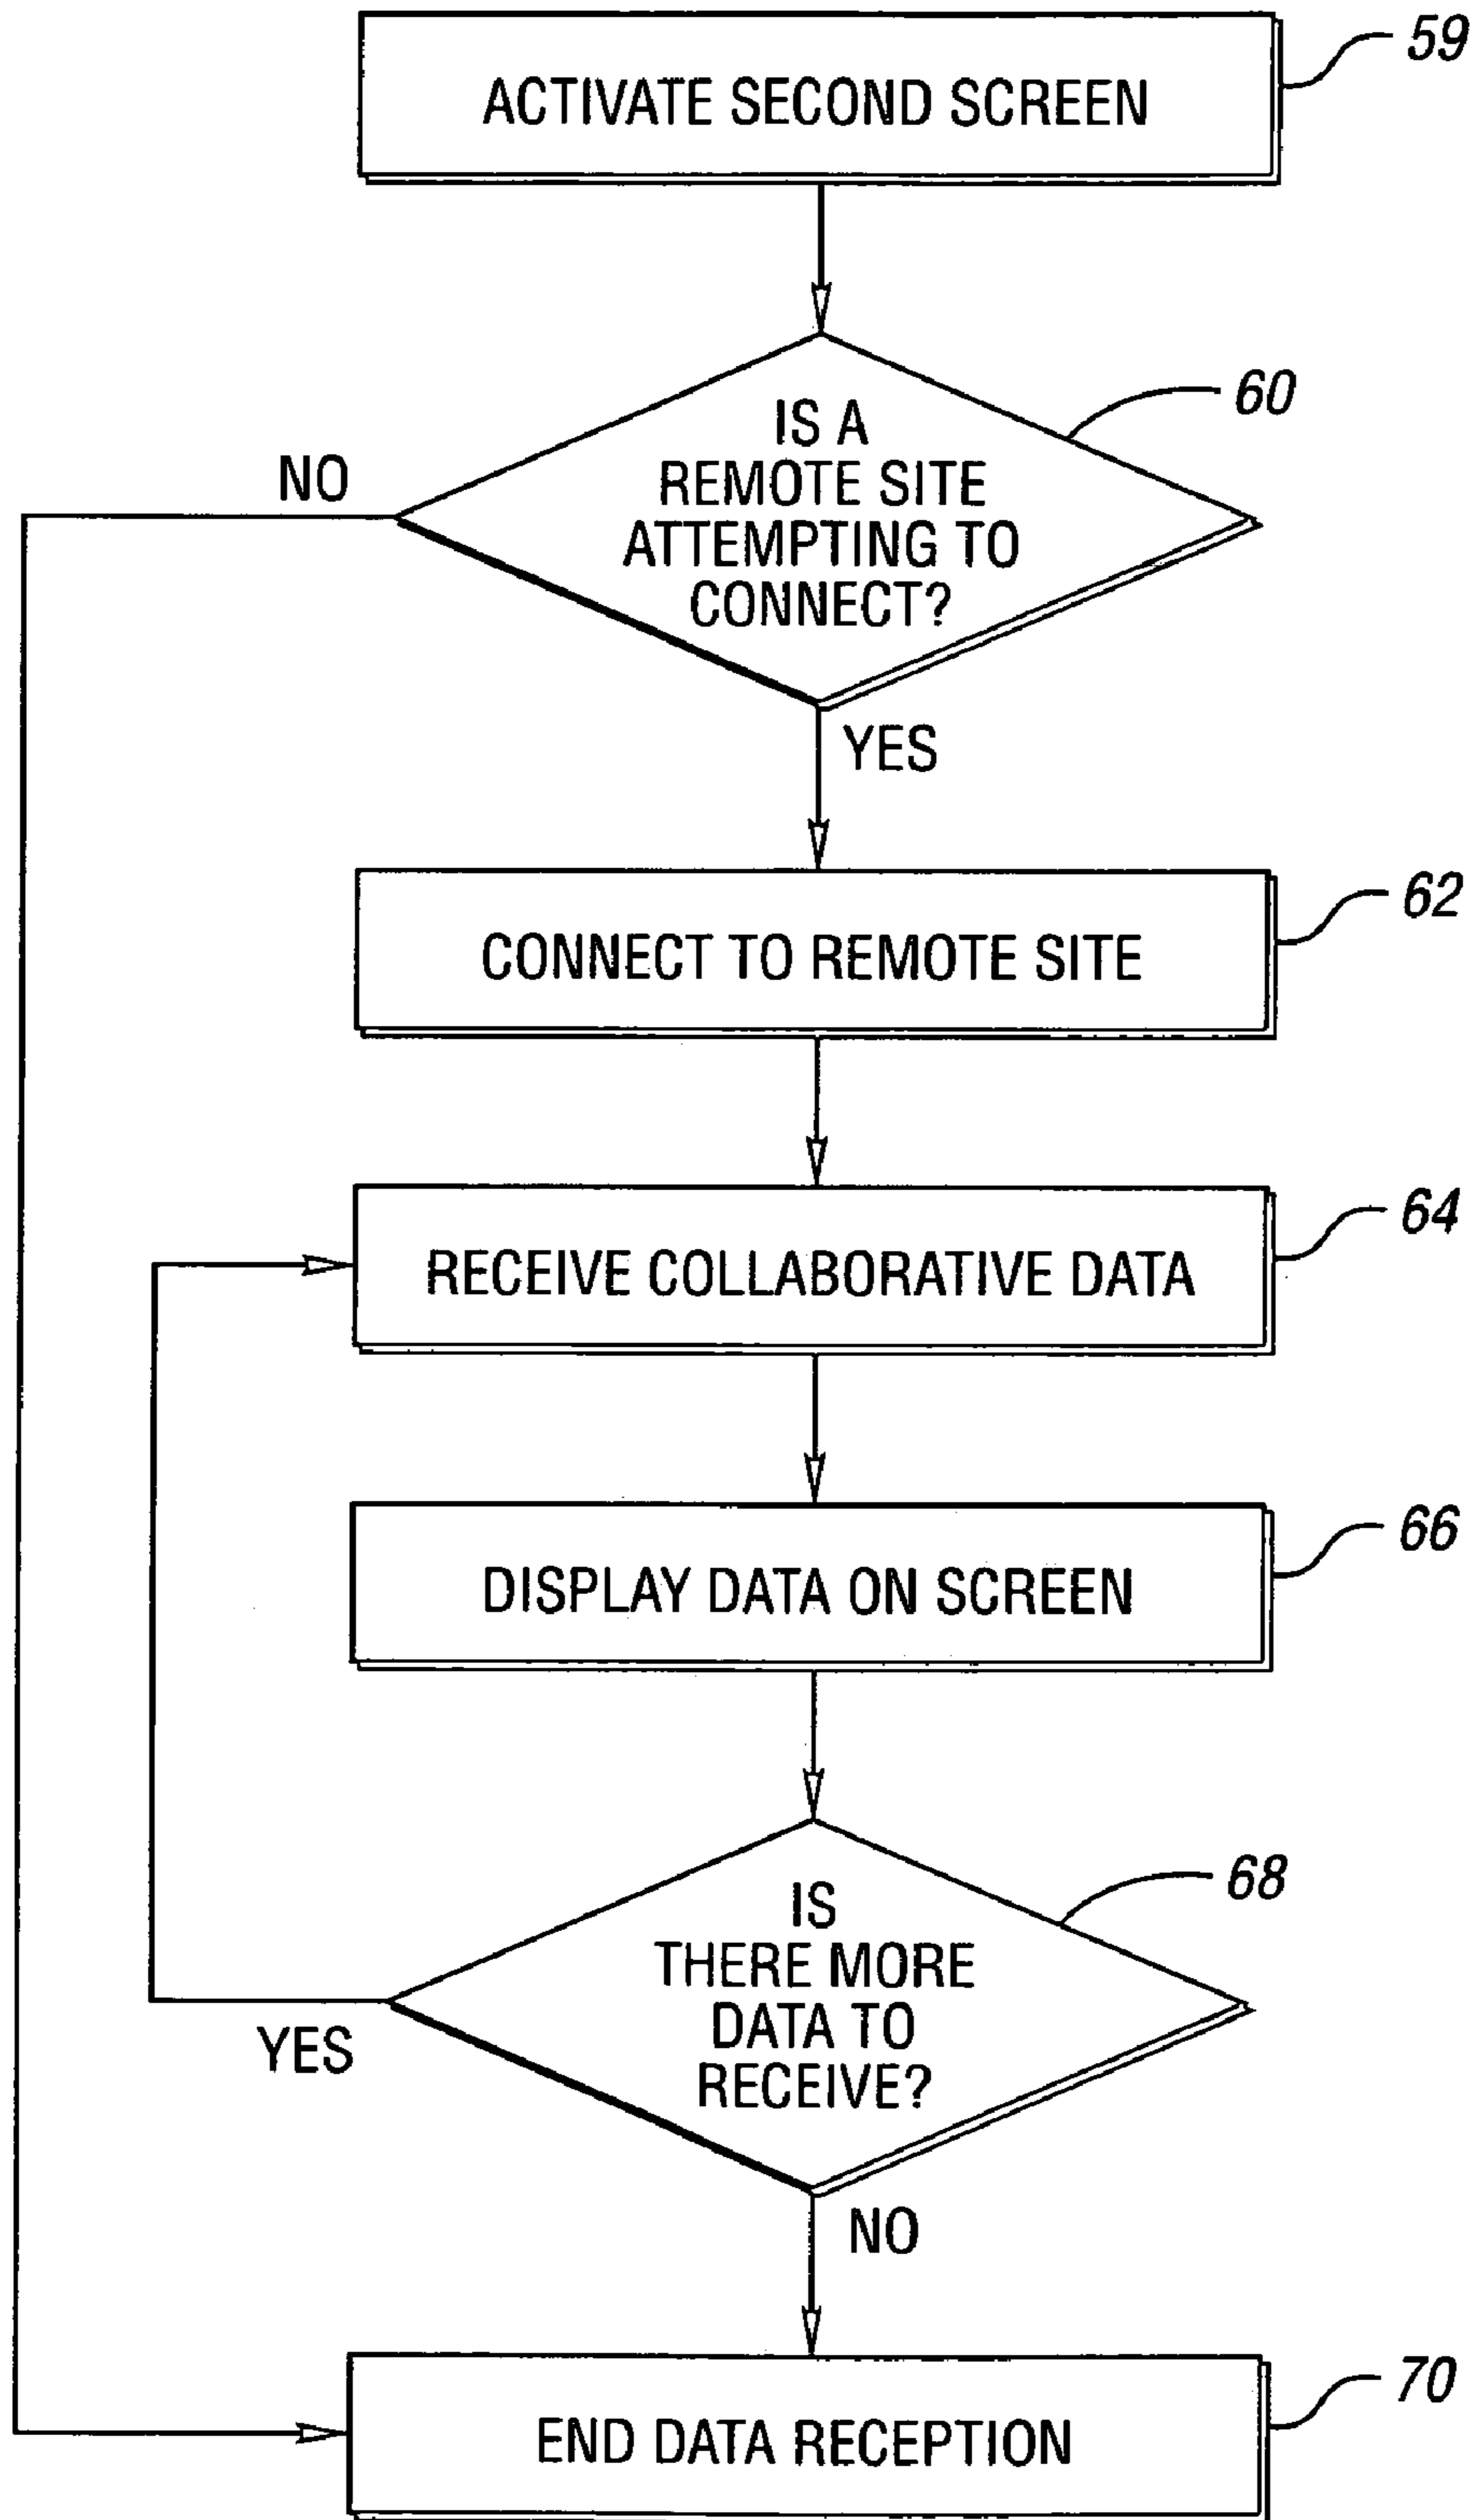 ACTIVATE SECOND SCREEN
59
IS A
REMOTE SITE
ATTEMPTING TO
CONNECT?
60
NO
YES
CONNECT TO REMOTE SITE
62
RECEIVE COLLABORATIVE DATA
64
DISPLAY DATA ON SCREEN
66
IS
THERE MORE
DATA TO
RECEIVE?
68
YES
NO
END DATA RECEPTION
70